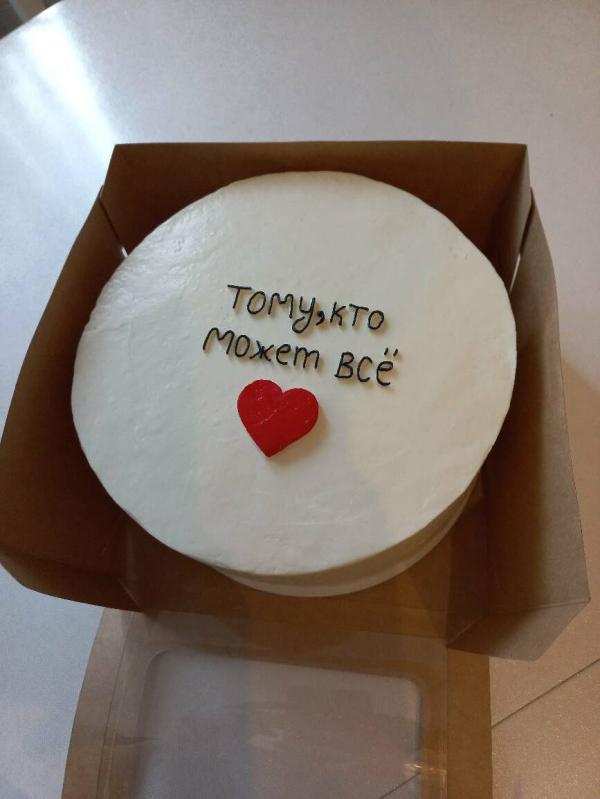 Тому, кто
может всё